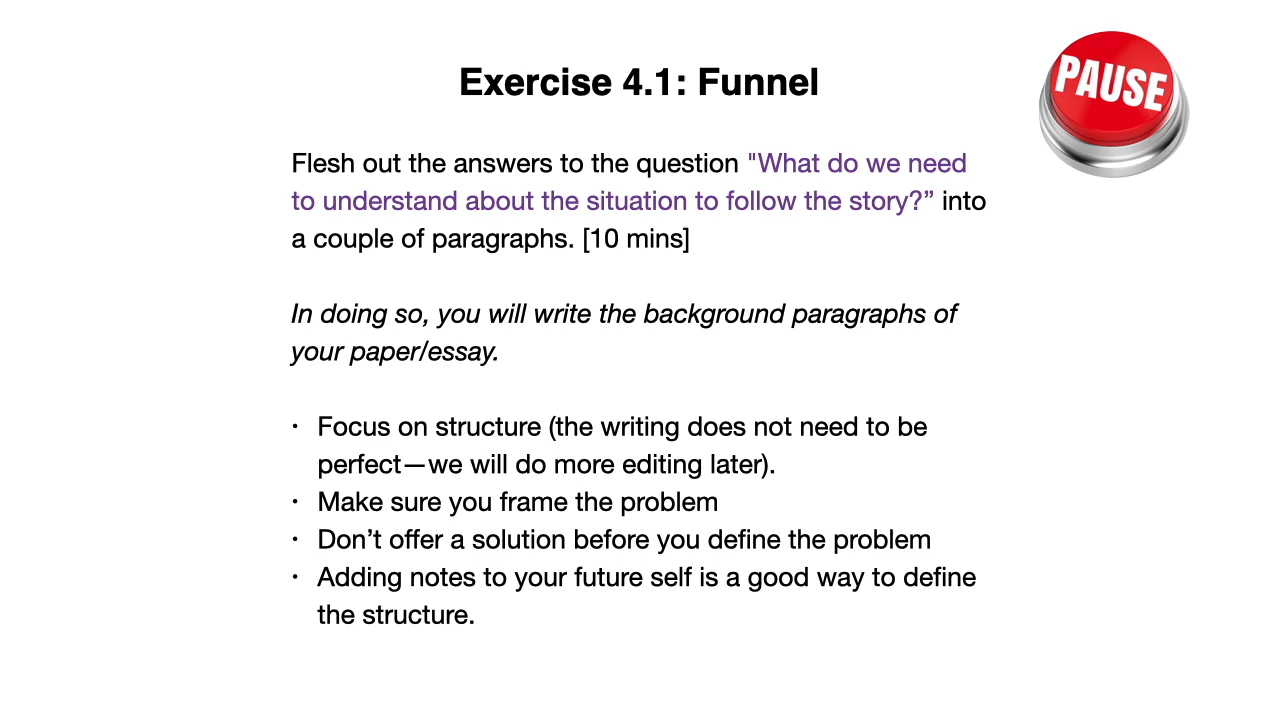 Exercise 4.1: Funnel
PAUSE
Flesh out the answers to the question "What do we need
to understand about the situation to follow the story?” into
a couple of paragraphs. [10 mins]
In doing so, you will write the background paragraphs of
your paper/essay.
· Focus on structure (the writing does not need to be
perfect—we will do more editing later).
· Make sure you frame the problem
· Don’t offer a solution before you define the problem
· Adding notes to your future self is a good way to define
the structure.